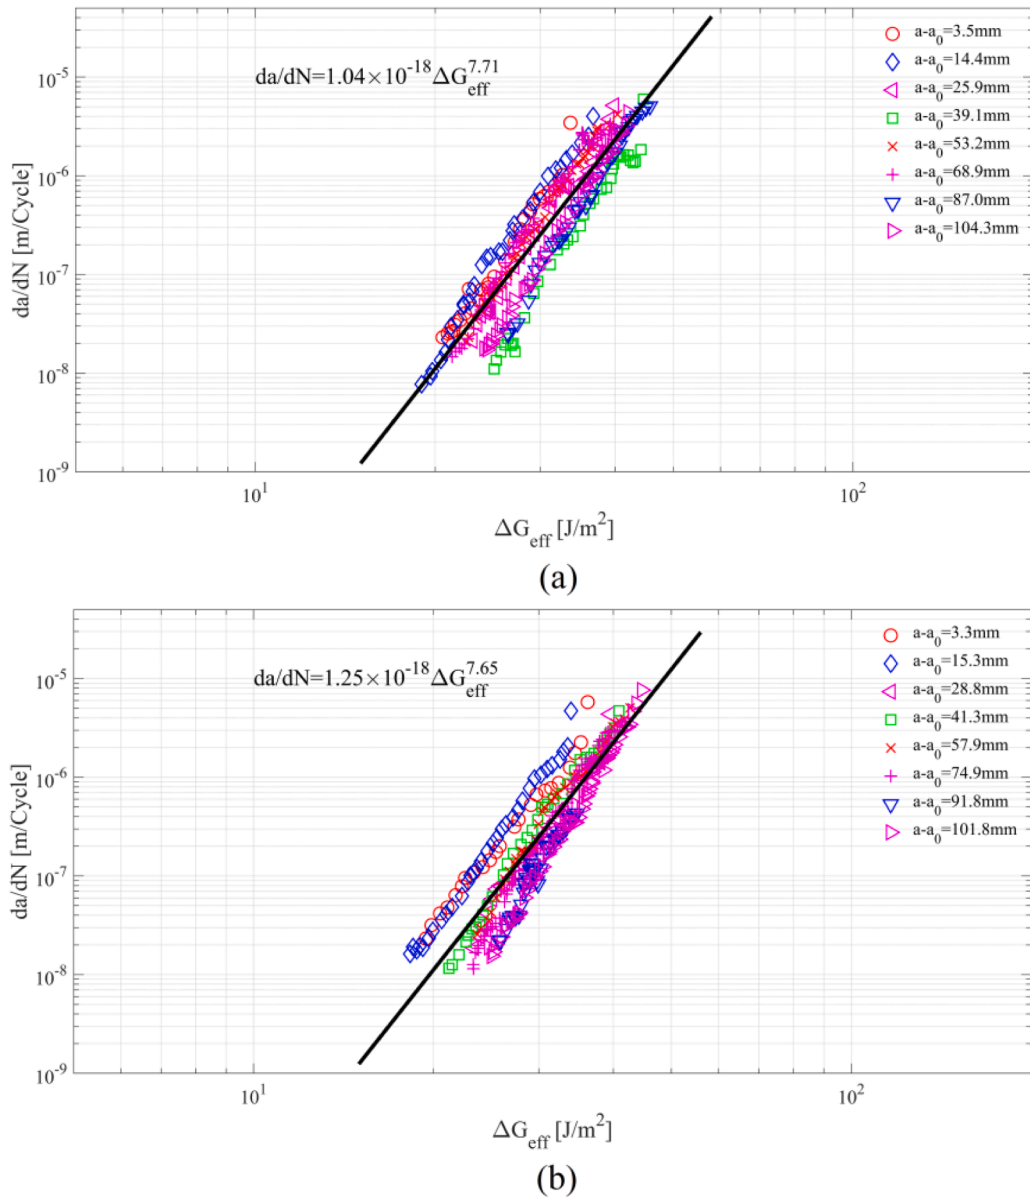 da/dN=1.04×10^-18 ΔG_eff^7.71
a-a_0=3.5mm
a-a_0=14.4mm
a-a_0=25.9mm
a-a_0=39.1mm
a-a_0=53.2mm
a-a_0=68.9mm
a-a_0=87.0mm
a-a_0=104.3mm
da/dN [m/Cycle]
10^-5
10^-6
10^-7
10^-8
10^-9
10^1
10^2
ΔG_eff [J/m^2]
(a)
da/dN=1.25×10^-18 ΔG_eff^7.65
a-a_0=3.3mm
a-a_0=15.3mm
a-a_0=28.8mm
a-a_0=41.3mm
a-a_0=57.9mm
a-a_0=74.9mm
a-a_0=91.8mm
a-a_0=101.8mm
da/dN [m/Cycle]
10^-5
10^-6
10^-7
10^-8
10^-9
10^1
10^2
ΔG_eff [J/m^2]
(b)